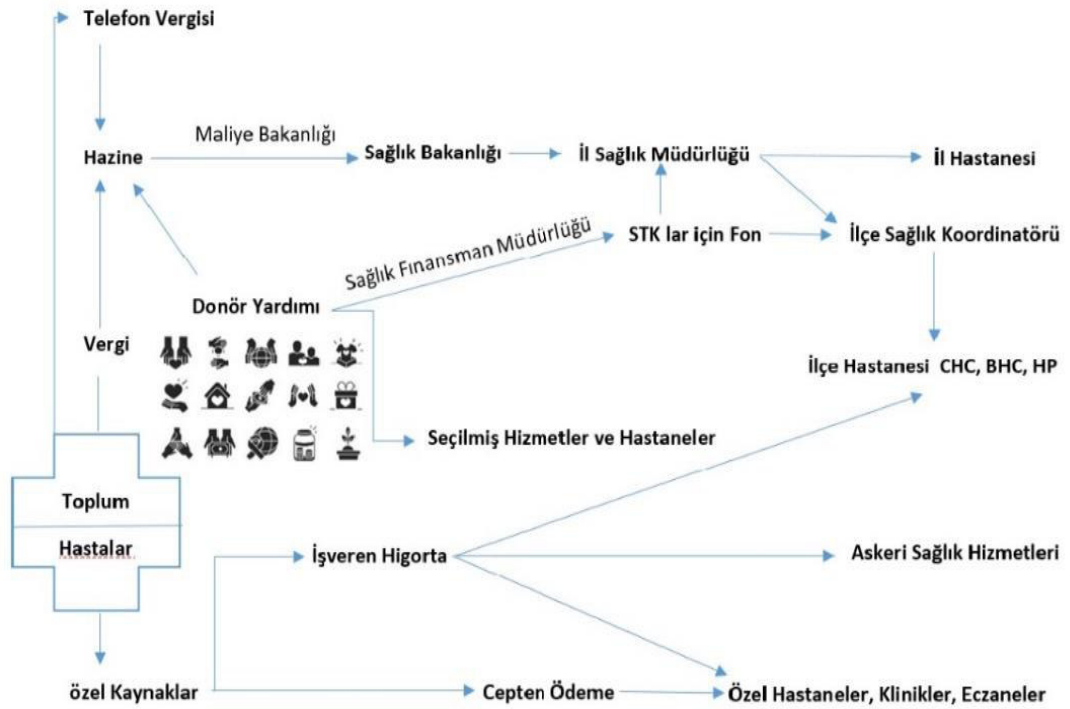 Telefon Vergisi
Maliye Bakanlığı
Hazine
Sağlık Bakanlığı
İl Sağlık Müdürlüğü
İl Hastanesi
Sağlık Fınansman Müdürlüğü
STK lar için Fon
İlçe Sağlık Koordinatörü
Donör Yardımı
Vergi
İlçe Hastanesi CHC, BHC, HP
Seçilmiş Hizmetler ve Hastaneler
Toplum
Hastalar
İşveren Higorta
Askeri Sağlık Hizmetleri
özel Kaynaklar
Cepten Ödeme
Özel Hastaneler, Klinikler, Eczaneler